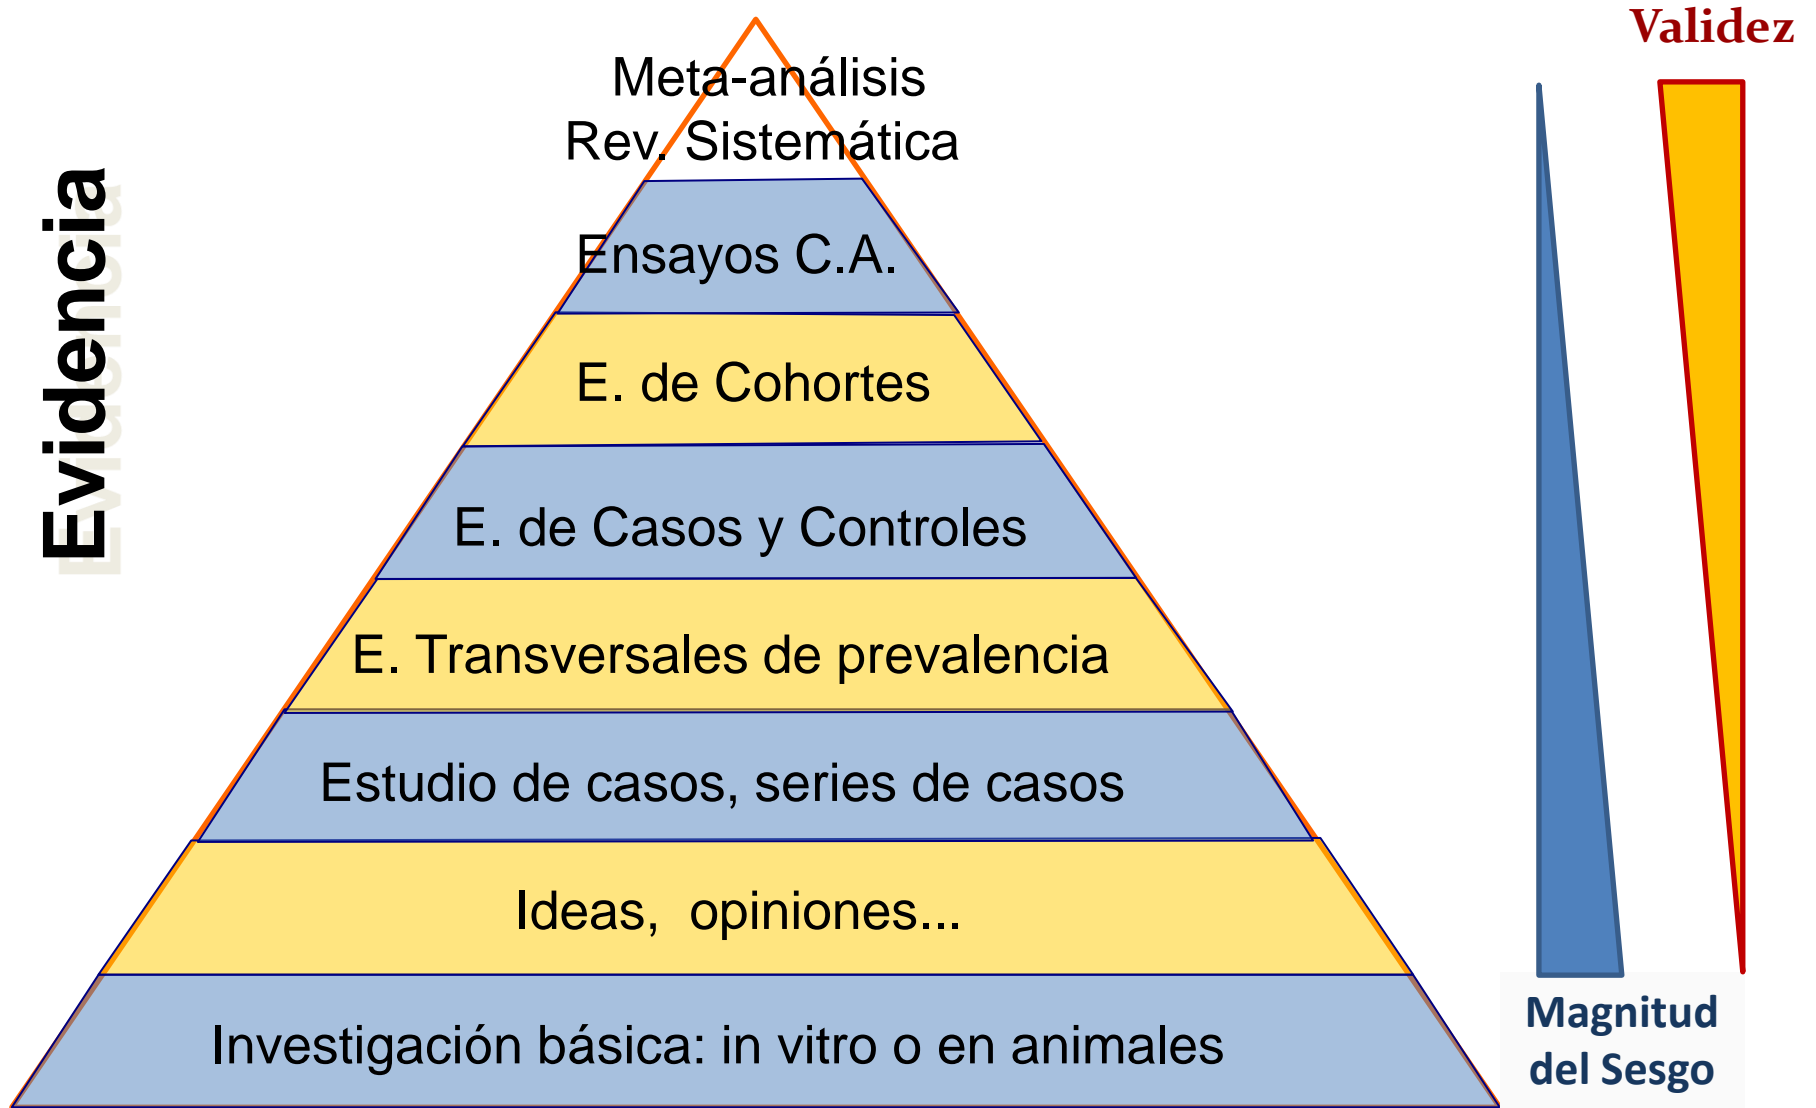 Validez
Evidencia
Meta-análisis
Rev. Sistemática
Ensayos C.A.
E. de Cohortes
E. de Casos y Controles
E. Transversales de prevalencia
Estudio de casos, series de casos
Ideas,  opiniones...
Investigación básica: in vitro o en animales
Magnitud
del Sesgo